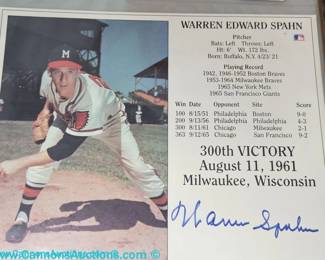 WARREN EDWARD SPAHN
Pitcher
Bats: Left Throws: Left
Ht: 6' Wt. 172 lbs.
Born: Buffalo, N.Y. 4/23/21
Playing Record
1942, 1946-1952 Boston Braves
1953-1964 Milwaukee Braves
1965 New York Mets
1965 San Francisco Giants
Win Date Opponent Site Score
100 8/15/51 Philadelphia Boston 9-0
200 9/13/56 Philadelphia Philadelphia 4-3
300 8/11/61 Chicago Milwaukee 2-1
363 9/12/65 Chicago San Francisco
300th VICTORY
August 11, 1961
Milwaukee, Wisconsin
Warren Spahn
www.CannonsAuctions.com